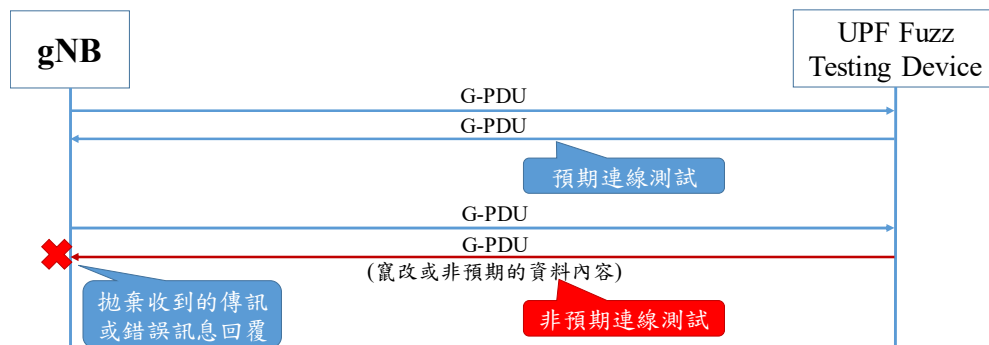 gNB
UPF Fuzz
Testing Device
G-PDU
G-PDU
預期連線測試
G-PDU
G-PDU
(竄改或非預期的資料內容)
拋棄收到的傳訊
或錯誤訊息回覆
非預期連線測試